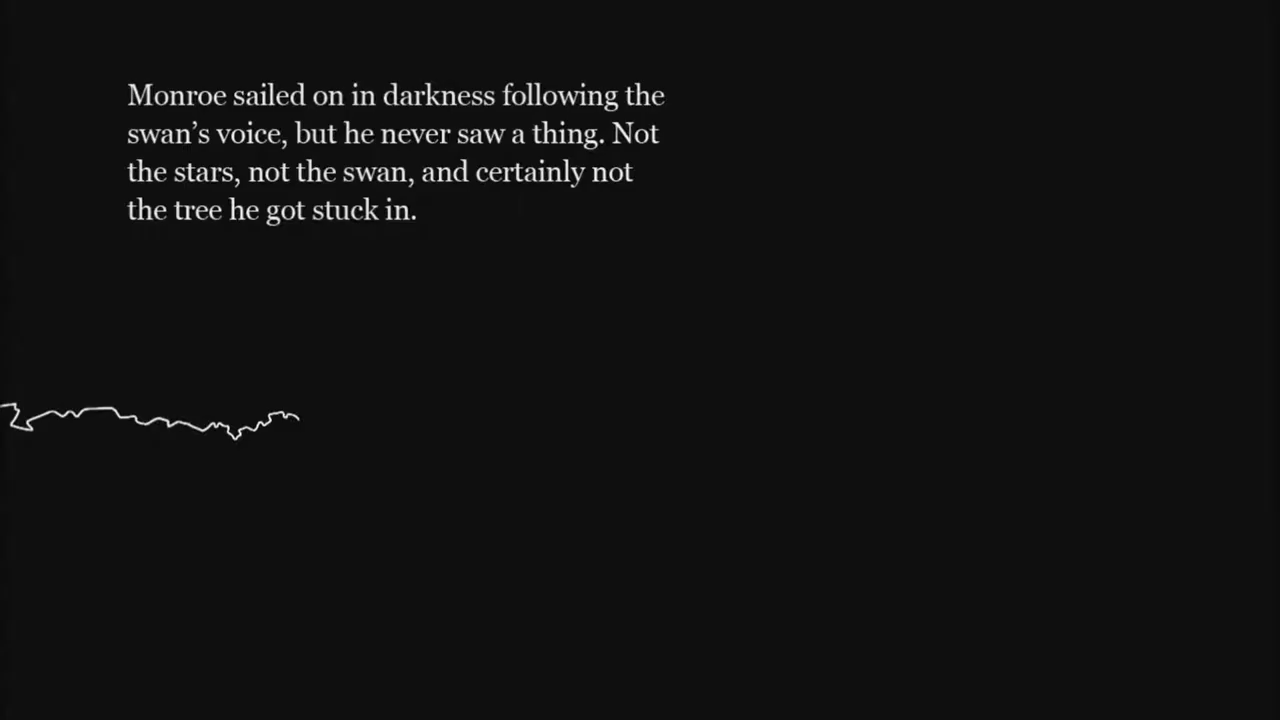 Monroe sailed on in darkness following the
swan’s voice, but he never saw a thing. Not
the stars, not the swan, and certainly not
the tree he got stuck in.